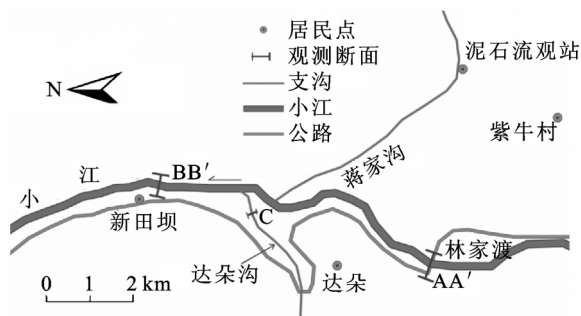 居民点
观测断面
支沟
小江
公路
泥石流观站
紫牛村
N
蒋家沟
小 江
BB′
新田坝
C
林家渡
AA′
达朵沟
达朵
0 1 2 km